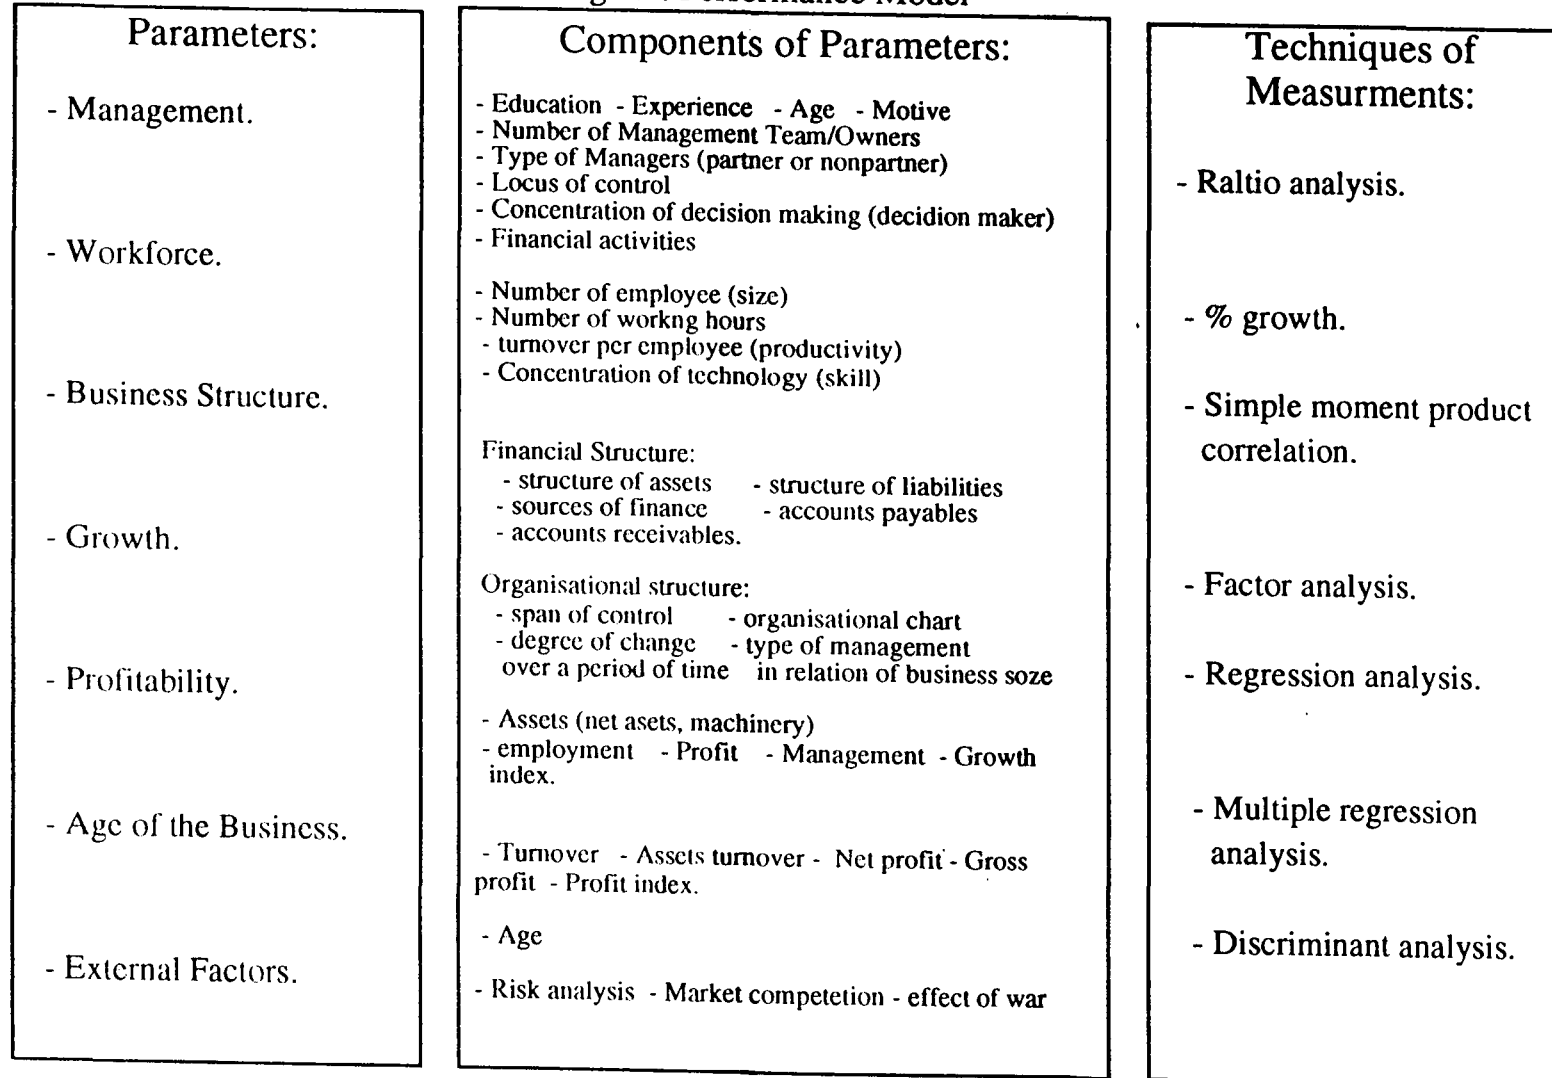 Model
Parameters:
- Management.
- Workforce.
- Business Structure.
- Growth.
- Profitability.
- Age of the Business.
- External Factors.
Components of Parameters:
- Education - Experience - Age - Motive
- Number of Management Team/Owners
- Type of Managers (partner or nonpartner)
- Locus of control
- Concentration of decision making (decidion maker)
- Financial activities
- Number of employee (size)
- Number of workng hours
- turnover per employee (productivity)
- Concentration of technology (skill)
Financial Structure:
- structure of assets - structure of liabilities
- sources of finance - accounts payables
- accounts receivables.
Organisational structure:
- span of control - organisational chart
- degree of change - type of management
over a period of time in relation of business soze
- Assets (net asets, machinery)
- employment - Profit - Management - Growth
index.
- Turnover - Assets turnover - Net profit - Gross
profit - Profit index.
- Age
- Risk analysis - Market competetion - effect of war
Techniques of
Measurments:
- Raltio analysis.
- % growth.
- Simple moment product
correlation.
- Factor analysis.
- Regression analysis.
- Multiple regression
analysis.
- Discriminant analysis.